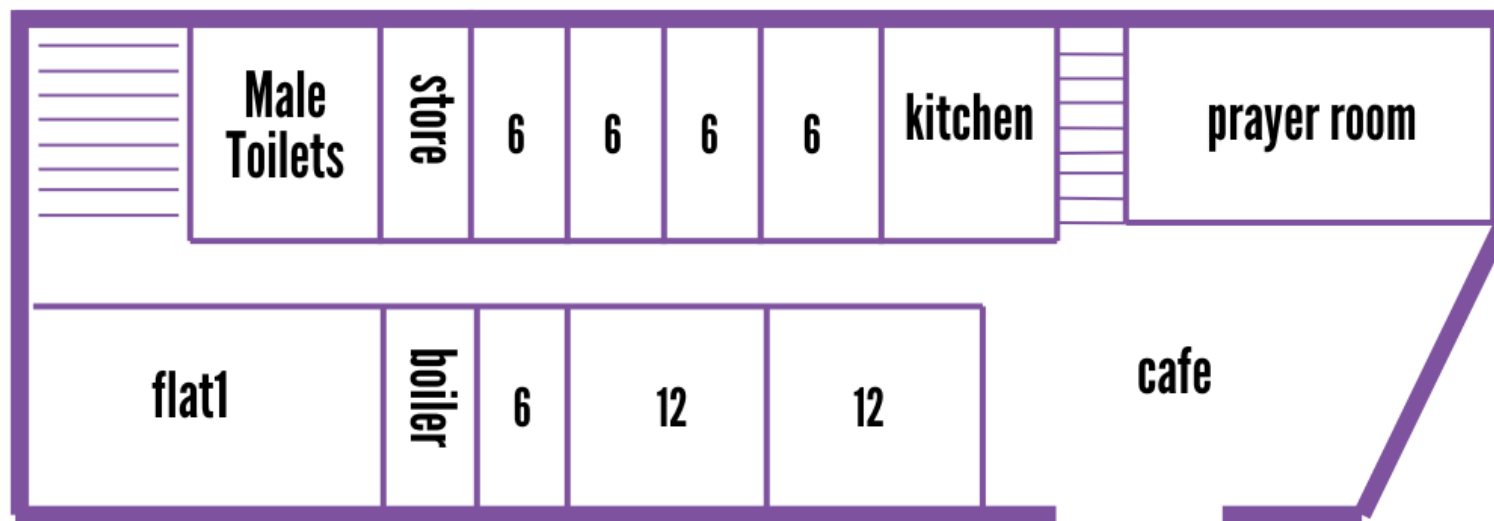 Male
Toilets
store
6
6
6
6
kitchen
prayer room
flat1
boiler
6
12
12
cafe